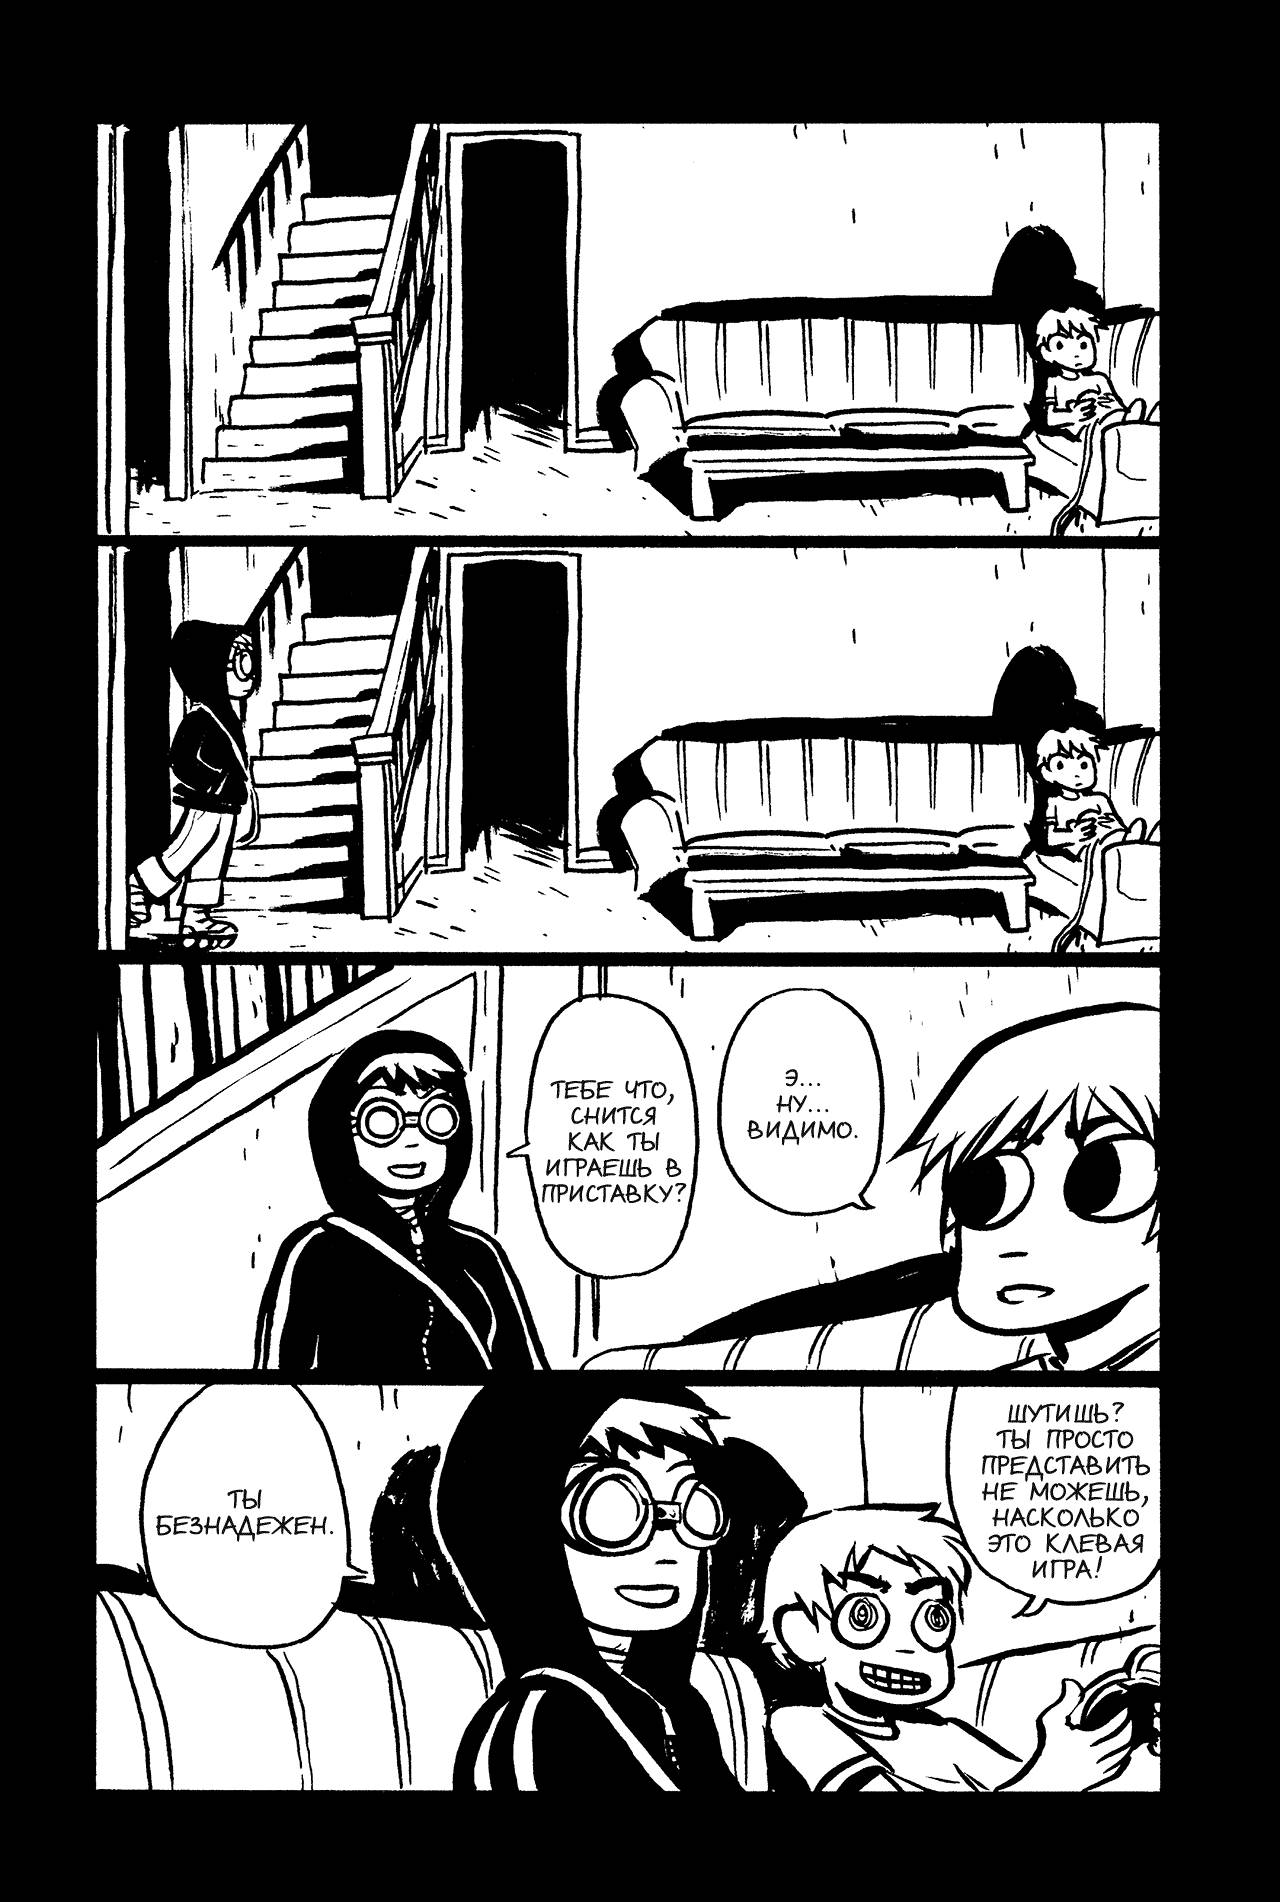 ТЕБЕ ЧТО,
СНИТСЯ
КАК ТЫ
ИГРАЕШЬ В
ПРИСТАВКУ?
Э...
НУ...
ВИДИМО.
ТЫ
БЕЗНАДЕЖЕН.
ШУТИШЬ?
ТЫ ПРОСТО
ПРЕДСТАВИТЬ
НЕ МОЖЕШЬ,
НАСКОЛЬКО
ЭТО КЛЕВАЯ
ИГРА!